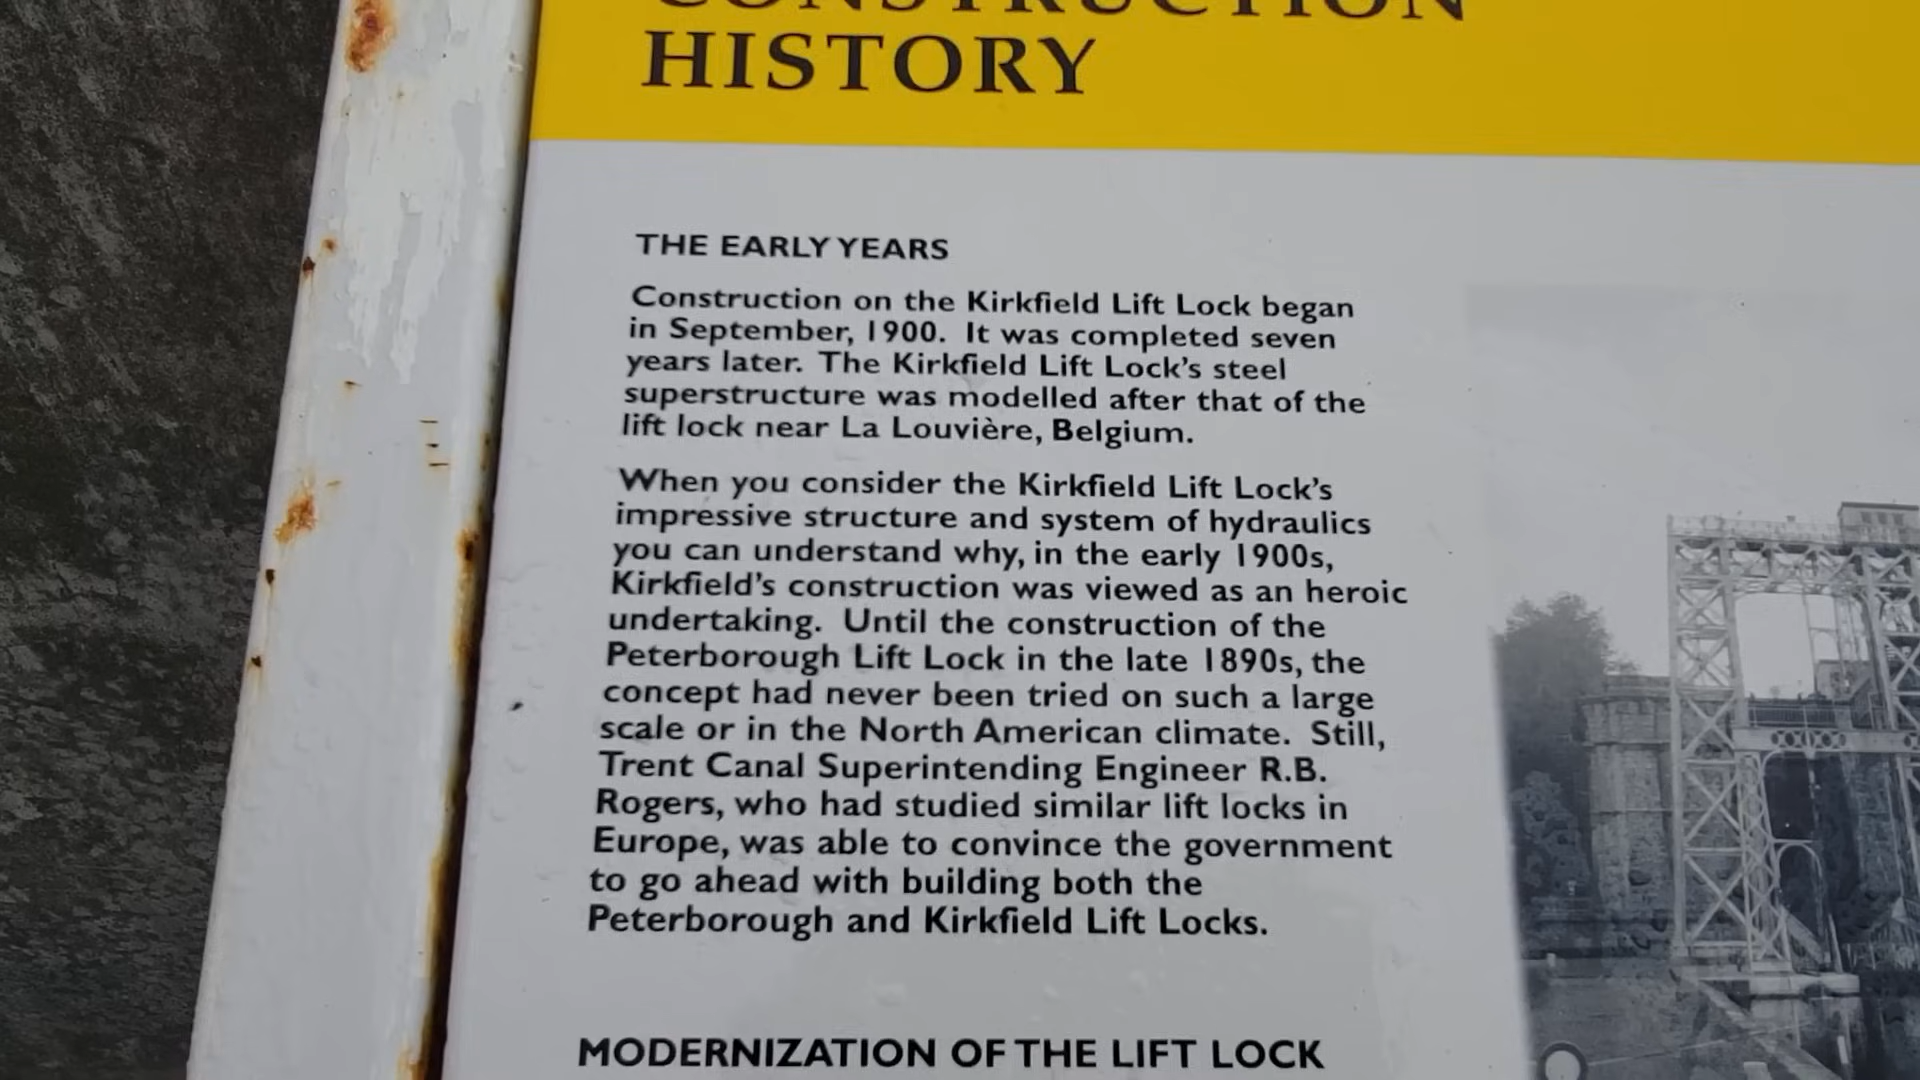 CONSTRUCTION
HISTORY
THE EARLY YEARS
Construction on the Kirkfield Lift Lock began
in September, 1900. It was completed seven
years later. The Kirkfield Lift Lock's steel
superstructure was modelled after that of the
lift lock near La Louvière, Belgium.
When you consider the Kirkfield Lift Lock's
impressive structure and system of hydraulics
you can understand why, in the early 1900s,
Kirkfield's construction was viewed as an heroic
undertaking. Until the construction of the
Peterborough Lift Lock in the late 1890s, the
concept had never been tried on such a large
scale or in the North American climate. Still,
Trent Canal Superintending Engineer R.B.
Rogers, who had studied similar lift locks in
Europe, was able to convince the government
to go ahead with building both the
Peterborough and Kirkfield Lift Locks.
MODERNIZATION OF THE LIFT LOCK